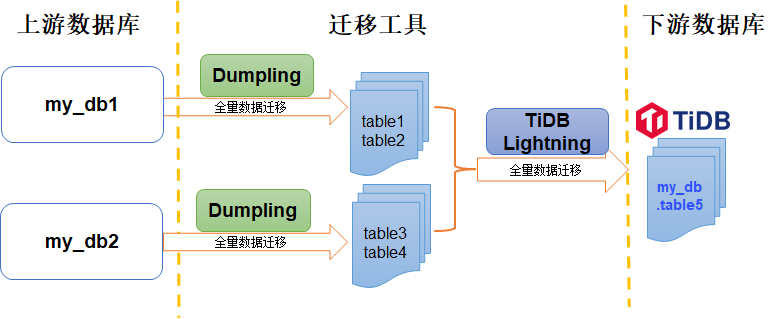 上游数据库
迁移工具
下游数据库
my_db1
Dumpling
全量数据迁移
table1
table2
TiDB
Lightning
全量数据迁移
TiDB
my_db
.table5
my_db2
Dumpling
全量数据迁移
table3
table4